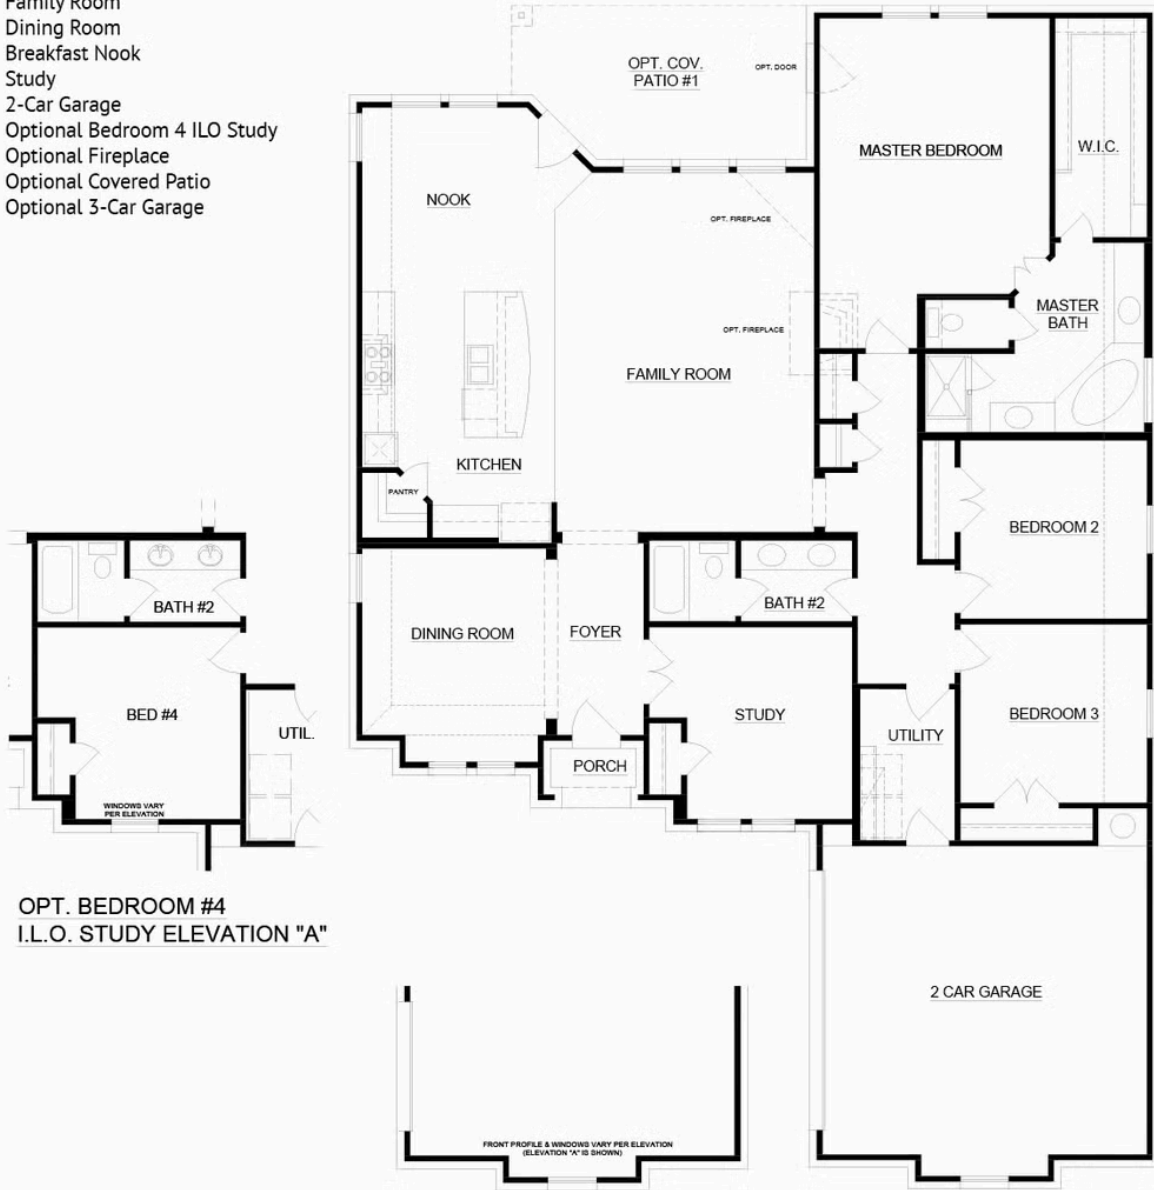 Family Room
Dining Room
Breakfast Nook
Study
2-Car Garage
Optional Bedroom 4 ILO Study
Optional Fireplace
Optional Covered Patio
Optional 3-Car Garage
OPT. COV.
PATIO #1
OPT. DOOR
MASTER BEDROOM
W.I.C.
NOOK
OPT. FIREPLACE
OPT. FIREPLACE
MASTER
BATH
FAMILY ROOM
KITCHEN
PANTRY
BEDROOM 2
BATH #2
DINING ROOM
FOYER
STUDY
BEDROOM 3
UTILITY
PORCH
BATH #2
BED #4
UTIL.
WINDOWS VARY
PER ELEVATION
OPT. BEDROOM #4
I.L.O. STUDY ELEVATION "A"
2 CAR GARAGE
FRONT PROFILE & WINDOWS VARY PER ELEVATION
(ELEVATION "A" IS SHOWN)